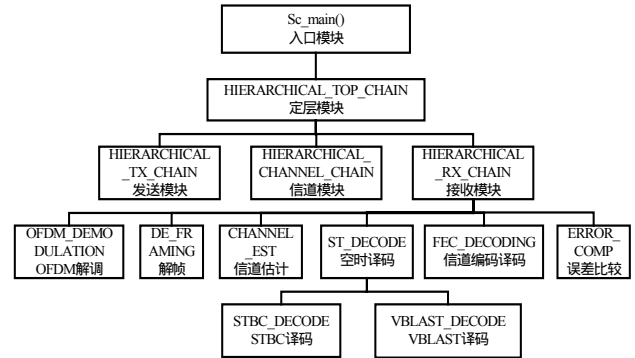 Sc_main()
入口模块
HIERARCHICAL_TOP_CHAIN
定层模块
HIERARCHICAL
_TX_CHAIN
发送模块
HIERARCHICAL_
CHANNEL_CHAIN
信道模块
HIERARCHICAL
_RX_CHAIN
接收模块
OFDM_DEMO
DULATION
OFDM解调
DE_FR
AMING
解帧
CHANNEL
_EST
信道估计
ST_DECODE
空时译码
FEC_DECODING
信道编码译码
ERROR_
COMP
误差比较
STBC_DECODE
STBC译码
VBLAST_DECODE
VBLAST译码